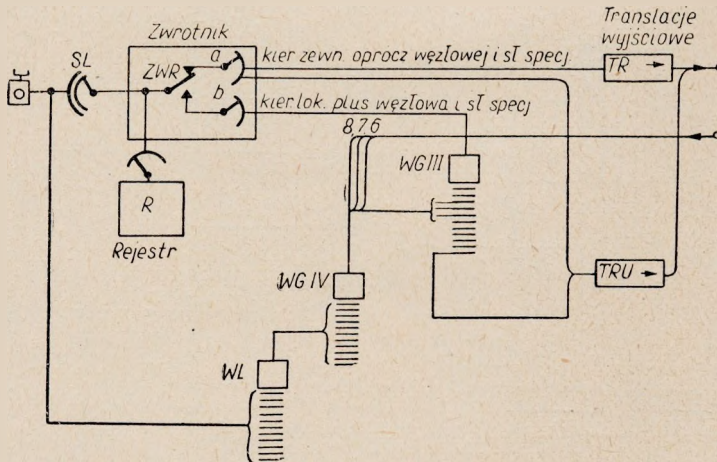 Translacje
wyjściowe
Zwrotnik
SL
ZWR
a
kier zewn. oprocz węzłowej i sł specj.
TR
b
kier. lok. plus węzłowa i sł specj
8,7,6
WG III
R
Rejestr
TRU
WG IV
WL